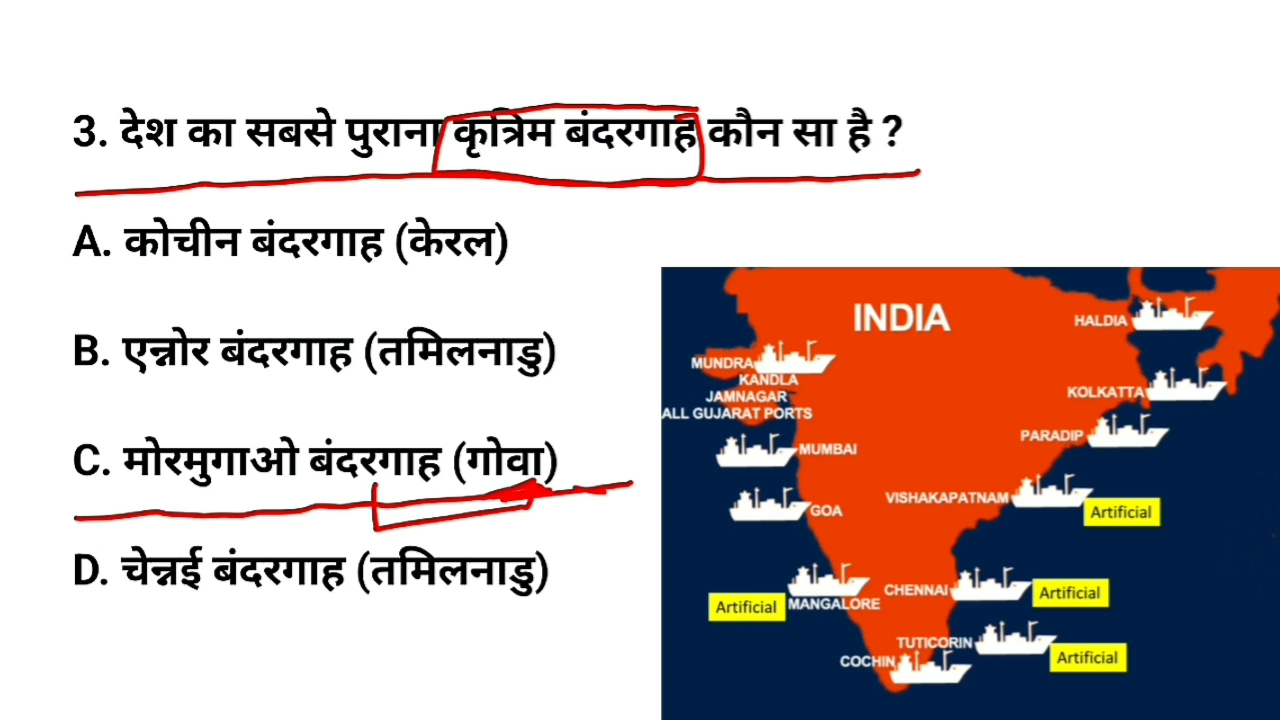 3. देश का सबसे पुराना कृत्रिम बंदरगाह कौन सा है ?
A. कोचीन बंदरगाह (केरल)
B. एन्नोर बंदरगाह (तमिलनाडु)
C. मोरमुगाओ बंदरगाह (गोवा)
D. चेन्नई बंदरगाह (तमिलनाडु)
INDIA
HALDIA
MUNDRA
KANDLA
JAMNAGAR
ALL GUJARAT PORTS
KOLKATTA
PARADIP
MUMBAI
VISHAKAPATNAM
Artificial
GOA
CHENNAI
Artificial
Artificial
MANGALORE
TUTICORIN
Artificial
COCHIN